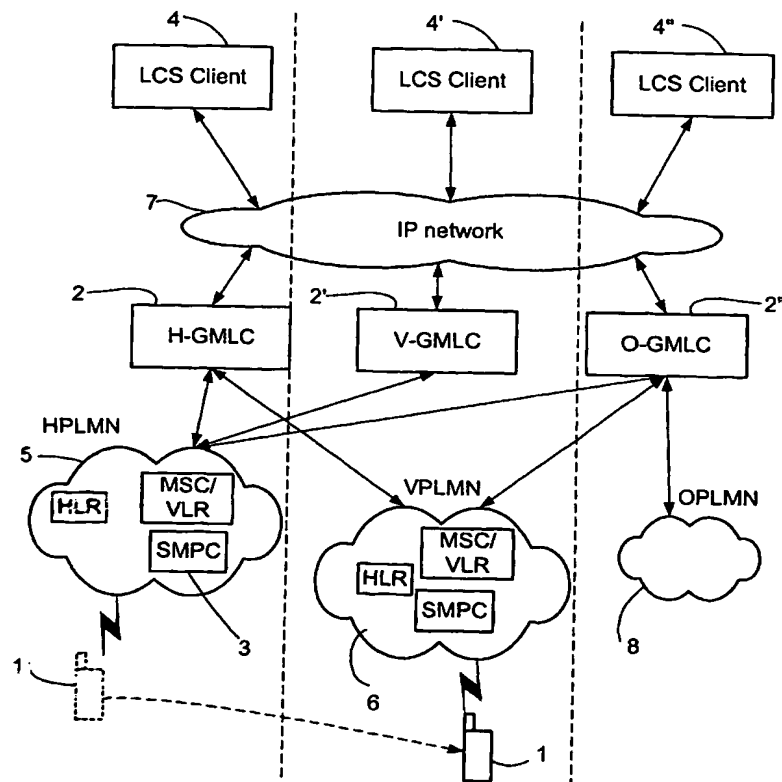 4
4'
4"
LCS Client
LCS Client
LCS Client
7
IP network
2
2'
2"
H-GMLC
V-GMLC
O-GMLC
HPLMN
5
VPLMN
OPLMN
HLR
MSC/
VLR
SMPC
MSC/
VLR
HLR
SMPC
3
6
8
1
1